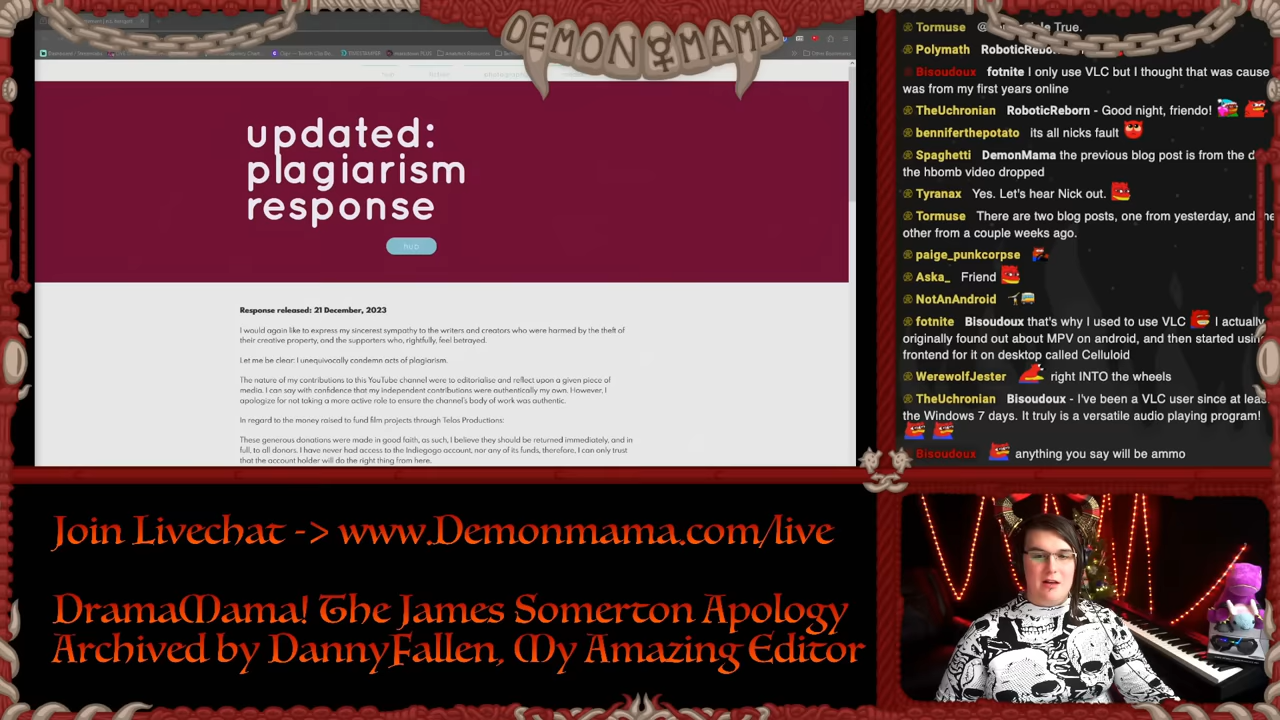 DEMONMAMA
updated:
plagiarism
response
hub
Response released: 21 December, 2023
I would again like to express my sincerest sympathy to the writers and creators who were harmed by the theft of
their creative property, and the supporters who, rightfully, feel betrayed.
Let me be clear: I unequivocally condemn acts of plagiarism.
The nature of my contributions to this YouTube channel were to editorialise and reflect upon a given piece of
media. I can say with confidence that my independent contributions were authentically my own. However, I
apologize for not taking a more active role to ensure the channel's body of work was authentic.
In regard to the money raised to fund film projects through Telos Productions:
These generous donations were made in good faith, as such, I believe they should be returned immediately, and in
full, to all donors. I have never had access to the Indiegogo account, nor any of its funds, therefore, I can only trust
that the account holder will do the right thing from here.
Tormuse True.
Polymath RoboticReborn
Bisoudoux fotnite I only use VLC but I thought that was cause
was from my first years online
TheUchronian RoboticReborn - Good night, friendo!
benniferthepotato its all nicks fault
Spaghetti DemonMama the previous blog post is from the d
the hbomb video dropped
Tyranax Yes. Let's hear Nick out.
Tormuse There are two blog posts, one from yesterday, and
other from a couple weeks ago.
paige_punkcorpse
Aska_ Friend
NotAnAndroid
fotnite Bisoudoux that's why I used to use VLC I actually
originally found out about MPV on android, and then started usin
frontend for it on desktop called Celluloid
WerewolfJester right INTO the wheels
TheUchronian Bisoudoux - I've been a VLC user since at leas
the Windows 7 days. It truly is a versatile audio playing program!
Bisoudoux anything you say will be ammo
Join Livechat -> www.Demonmama.com/live
DramaMama! The James Somerton Apology
Archived by DannyFallen, My Amazing Editor